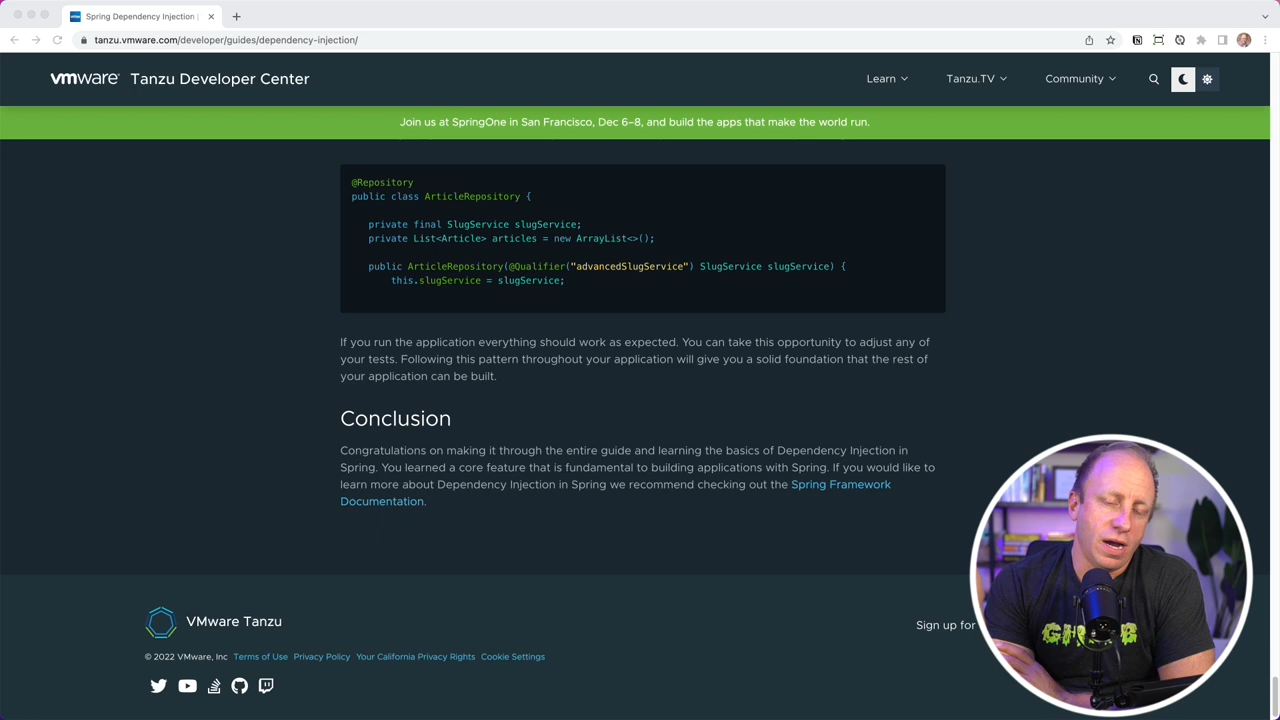 Spring Dependency Injection |
tanzu.vmware.com/developer/guides/dependency-injection/
vmware Tanzu Developer Center
Learn
Tanzu.TV
Community
Join us at SpringOne in San Francisco, Dec 6–8, and build the apps that make the world run.
@Repository
public class ArticleRepository {
private final SlugService slugService;
private List<Article> articles = new ArrayList<>();
public ArticleRepository(@Qualifier("advancedSlugService") SlugService slugService) {
this.slugService = slugService;
If you run the application everything should work as expected. You can take this opportunity to adjust any of
your tests. Following this pattern throughout your application will give you a solid foundation that the rest of
your application can be built.
Conclusion
Congratulations on making it through the entire guide and learning the basics of Dependency Injection in
Spring. You learned a core feature that is fundamental to building applications with Spring. If you would like to
learn more about Dependency Injection in Spring we recommend checking out the Spring Framework
Documentation.
VMware Tanzu
Sign up for
© 2022 VMware, Inc Terms of Use Privacy Policy Your California Privacy Rights Cookie Settings